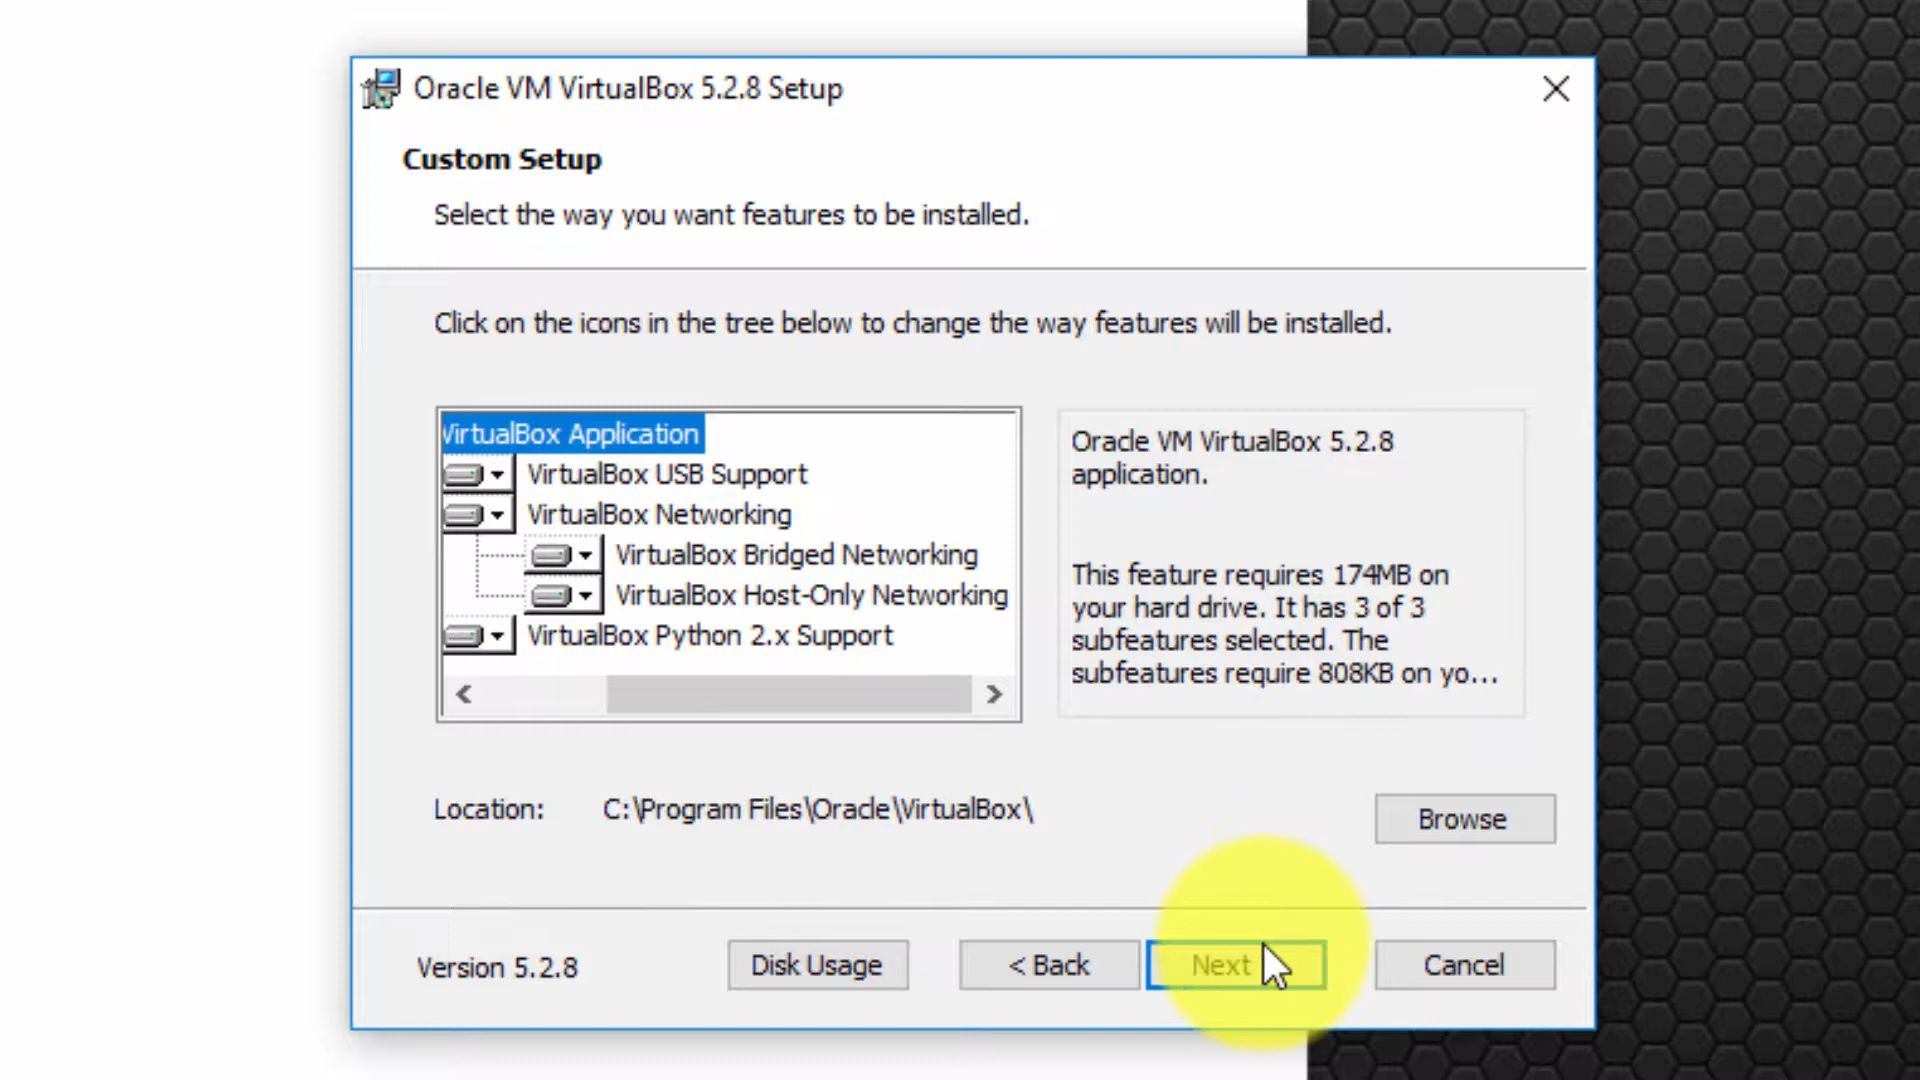 Oracle VM VirtualBox 5.2.8 Setup
Custom Setup
Select the way you want features to be installed.
Click on the icons in the tree below to change the way features will be installed.
VirtualBox Application
VirtualBox USB Support
VirtualBox Networking
VirtualBox Bridged Networking
VirtualBox Host-Only Networking
VirtualBox Python 2.x Support
Oracle VM VirtualBox 5.2.8
application.
This feature requires 174MB on
your hard drive. It has 3 of 3
subfeatures selected. The
subfeatures require 808KB on yo...
Location: C:\Program Files\Oracle\VirtualBox\
Browse
Version 5.2.8
Disk Usage
< Back
Next
Cancel